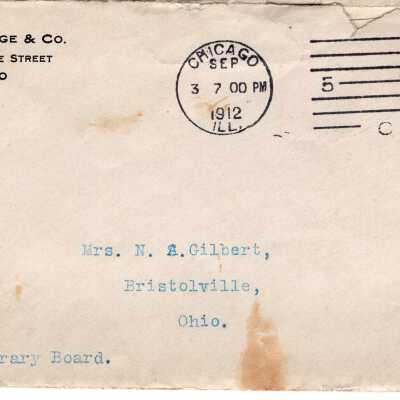 GE & Co.
E STREET
O
CHICAGO
SEP
3 7 00 PM
1912
ILL.
5
C
Mrs. N. A. Gilbert,
Bristolville,
Ohio.
rary Board.